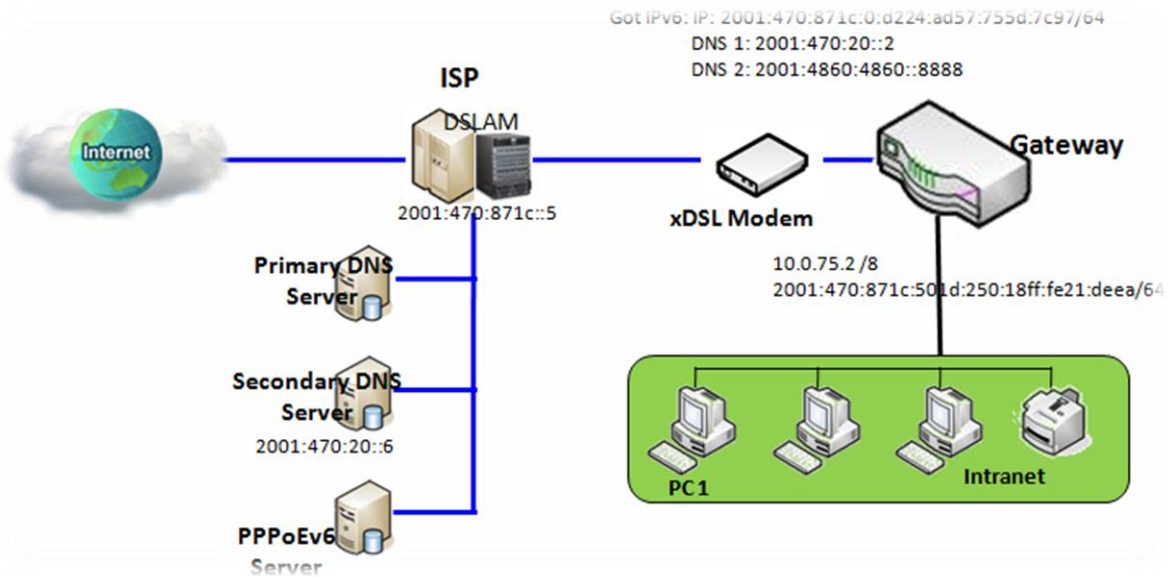 Got IPv6: IP: 2001:470:871c:0:d224:ad57:755d:7c97/64
DNS 1: 2001:470:20::2
DNS 2: 2001:4860:4860::8888
ISP
DSLAM
Internet
Gateway
2001:470:871c::5
xDSL Modem
Primary DNS
Server
10.0.75.2 /8
2001:470:871c:501d:250:18ff:fe21:deea/64
Secondary DNS
Server
2001:470:20::6
PC1
Intranet
PPPoEv6
Server